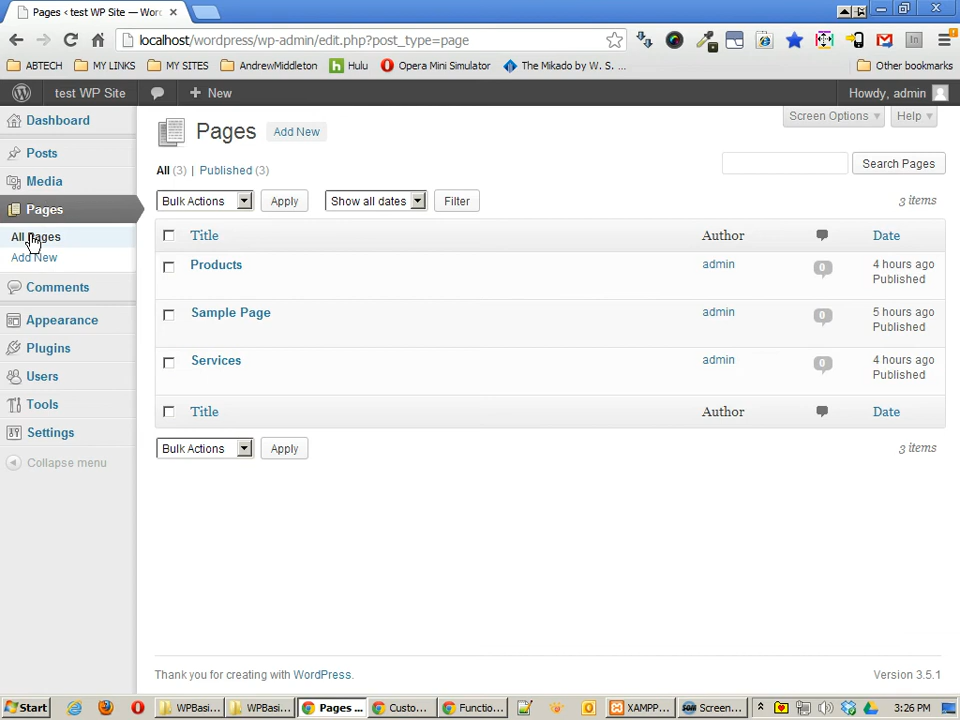 Pages < test WP Site — Worc
localhost/wordpress/wp-admin/edit.php?post_type=page
ABTECH MY LINKS MY SITES AndrewMiddleton Hulu Opera Mini Simulator The Mikado by W. S. ... Other bookmarks
test WP Site + New Howdy, admin
Screen Options Help
Dashboard
Posts
Media
Pages
All Pages
Add New
Comments
Appearance
Plugins
Users
Tools
Settings
Collapse menu
Pages Add New
All (3) | Published (3)
Search Pages
Bulk Actions Apply Show all dates Filter 3 items
Title Author Date
Products admin 0 4 hours ago
Published
Sample Page admin 0 5 hours ago
Published
Services admin 0 4 hours ago
Published
Title Author Date
Bulk Actions Apply 3 items
Thank you for creating with WordPress. Version 3.5.1
Start WPBasi... WPBasi... Pages ... Custo... Functio... XAMPP... Screen... 3:26 PM